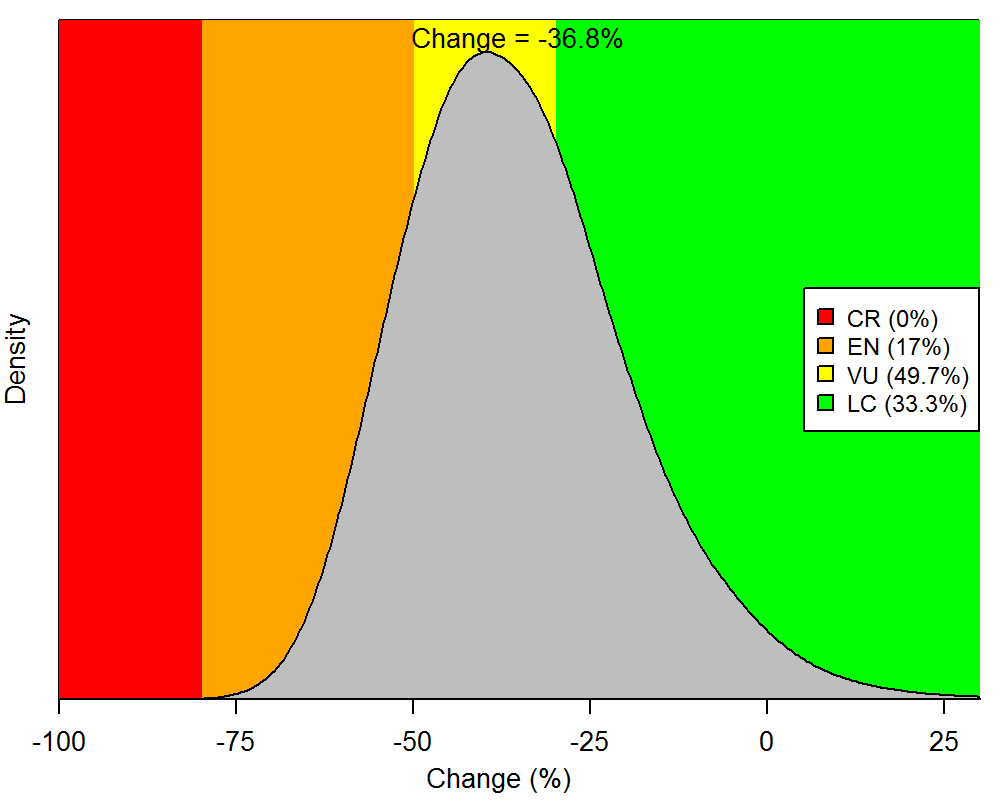 Change = -36.8%
Density
CR (0%)
EN (17%)
VU (49.7%)
LC (33.3%)
-100 -75 -50 -25 0 25
Change (%)